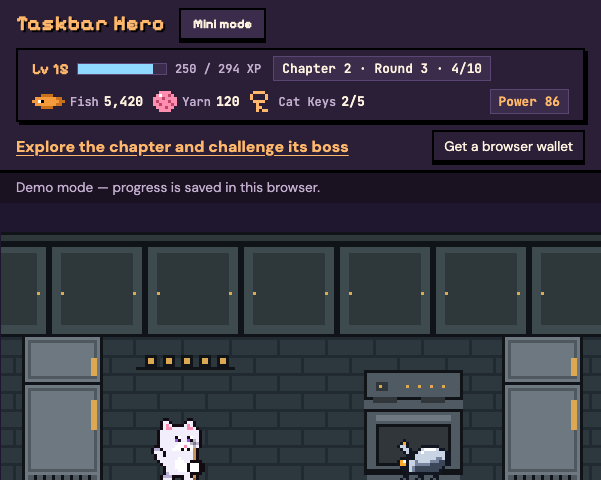 Taskbar Hero
Mini mode
Lv 18
250 / 294 XP
Chapter 2 · Round 3 · 4/10
Fish 5,420
Yarn 120
Cat Keys 2/5
Power 86
Explore the chapter and challenge its boss
Get a browser wallet
Demo mode — progress is saved in this browser.